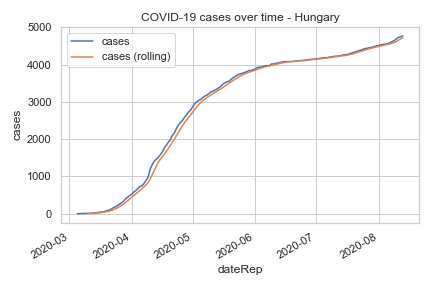 COVID-19 cases over time - Hungary
cases
cases (rolling)
5000
4000
3000
2000
1000
0
cases
2020-03
2020-04
2020-05
2020-06
2020-07
2020-08
dateRep